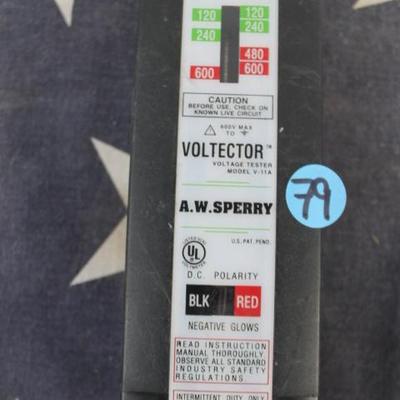 120 120
240 240
480
600 600
CAUTION
BEFORE USE, CHECK ON
KNOWN LIVE CIRCUIT
600V MAX
TO
VOLTECTOR™
VOLTAGE TESTER
MODEL V-11A
79
A.W. SPERRY
U.S. PAT. PEND.
UL
D.C. POLARITY
BLK RED
NEGATIVE GLOWS
READ INSTRUCTION
MANUAL THOROUGHLY
OBSERVE ALL STANDARD
INDUSTRY SAFETY
REGULATIONS.
INTERMITTENT DUTY ONLY